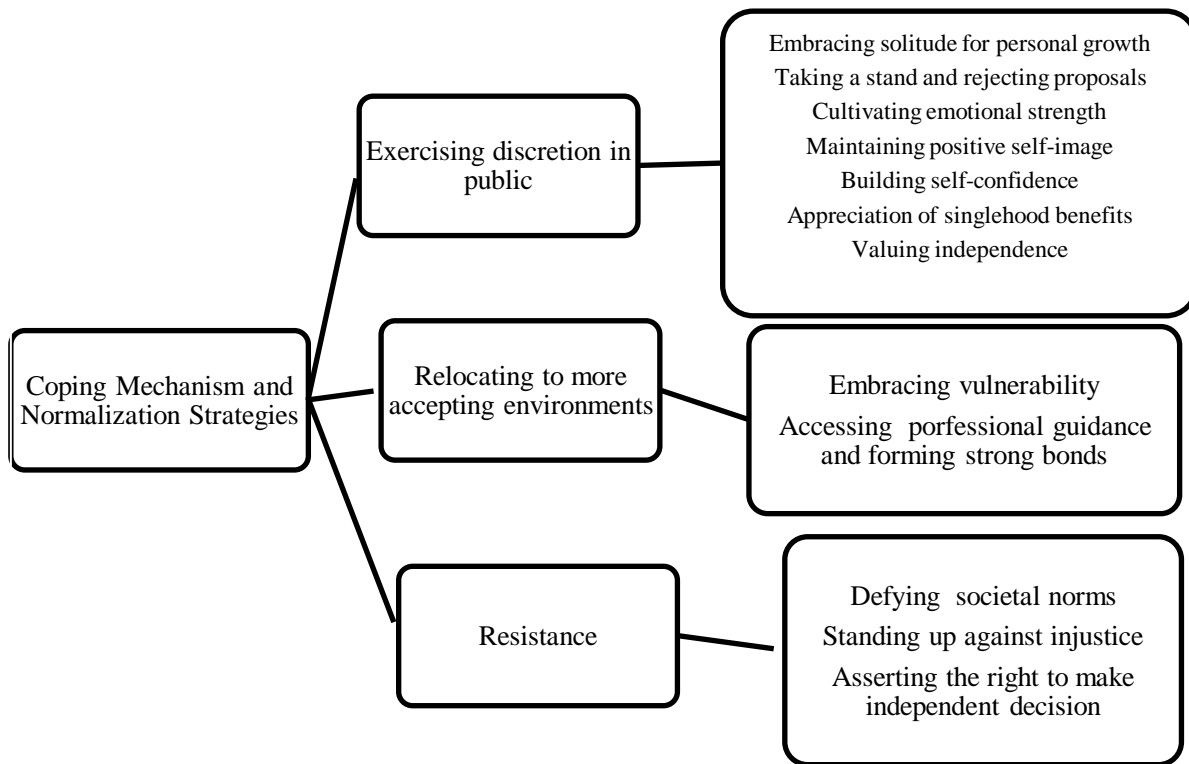 Coping Mechanism and
Normalization Strategies
Exercising discretion in
public
Embracing solitude for personal growth
Taking a stand and rejecting proposals
Cultivating emotional strength
Maintaining positive self-image
Building self-confidence
Appreciation of singlehood benefits
Valuing independence
Relocating to more
accepting environments
Embracing vulnerability
Accessing porfessional guidance
and forming strong bonds
Resistance
Defying societal norms
Standing up against injustice
Asserting the right to make
independent decision